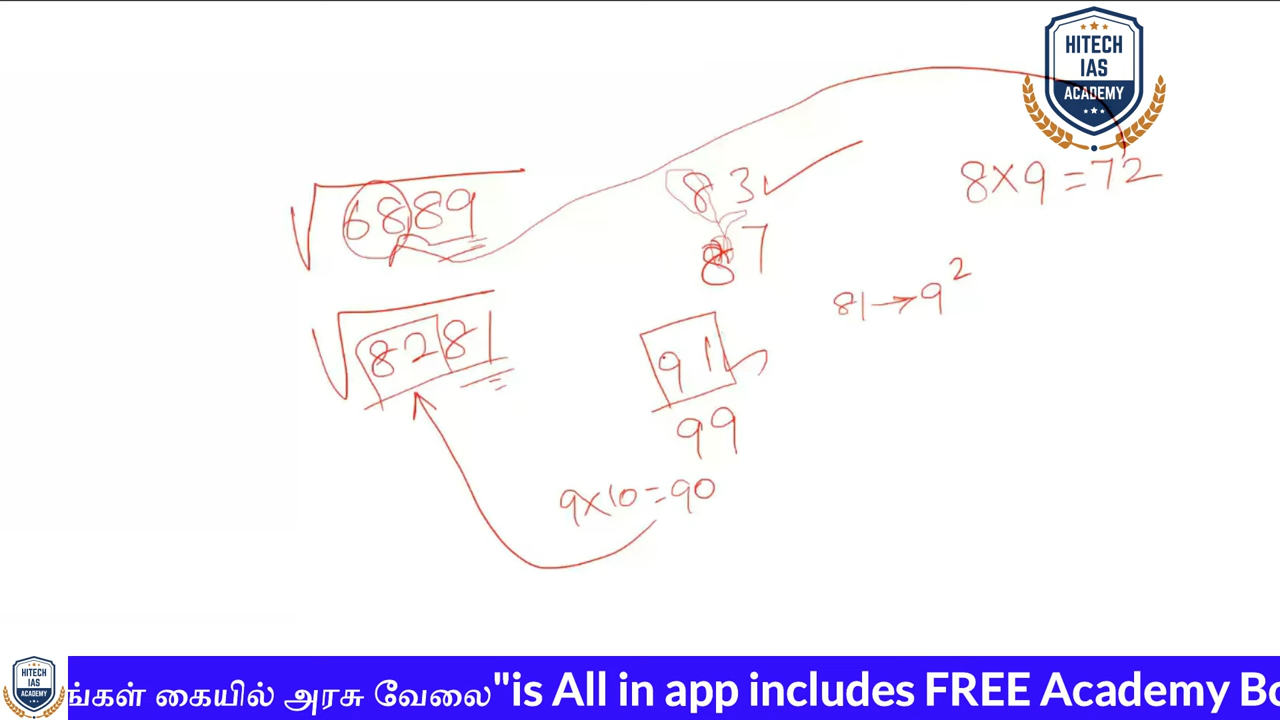 HITECH
IAS
ACADEMY
√6889
83
8×9=72
87
81→9²
√8281
91
99
9×10=90
HITECH
IAS
ACADEMY
ங்கள் கையில் அரசு வேலை"is All in app includes FREE Academy Bo